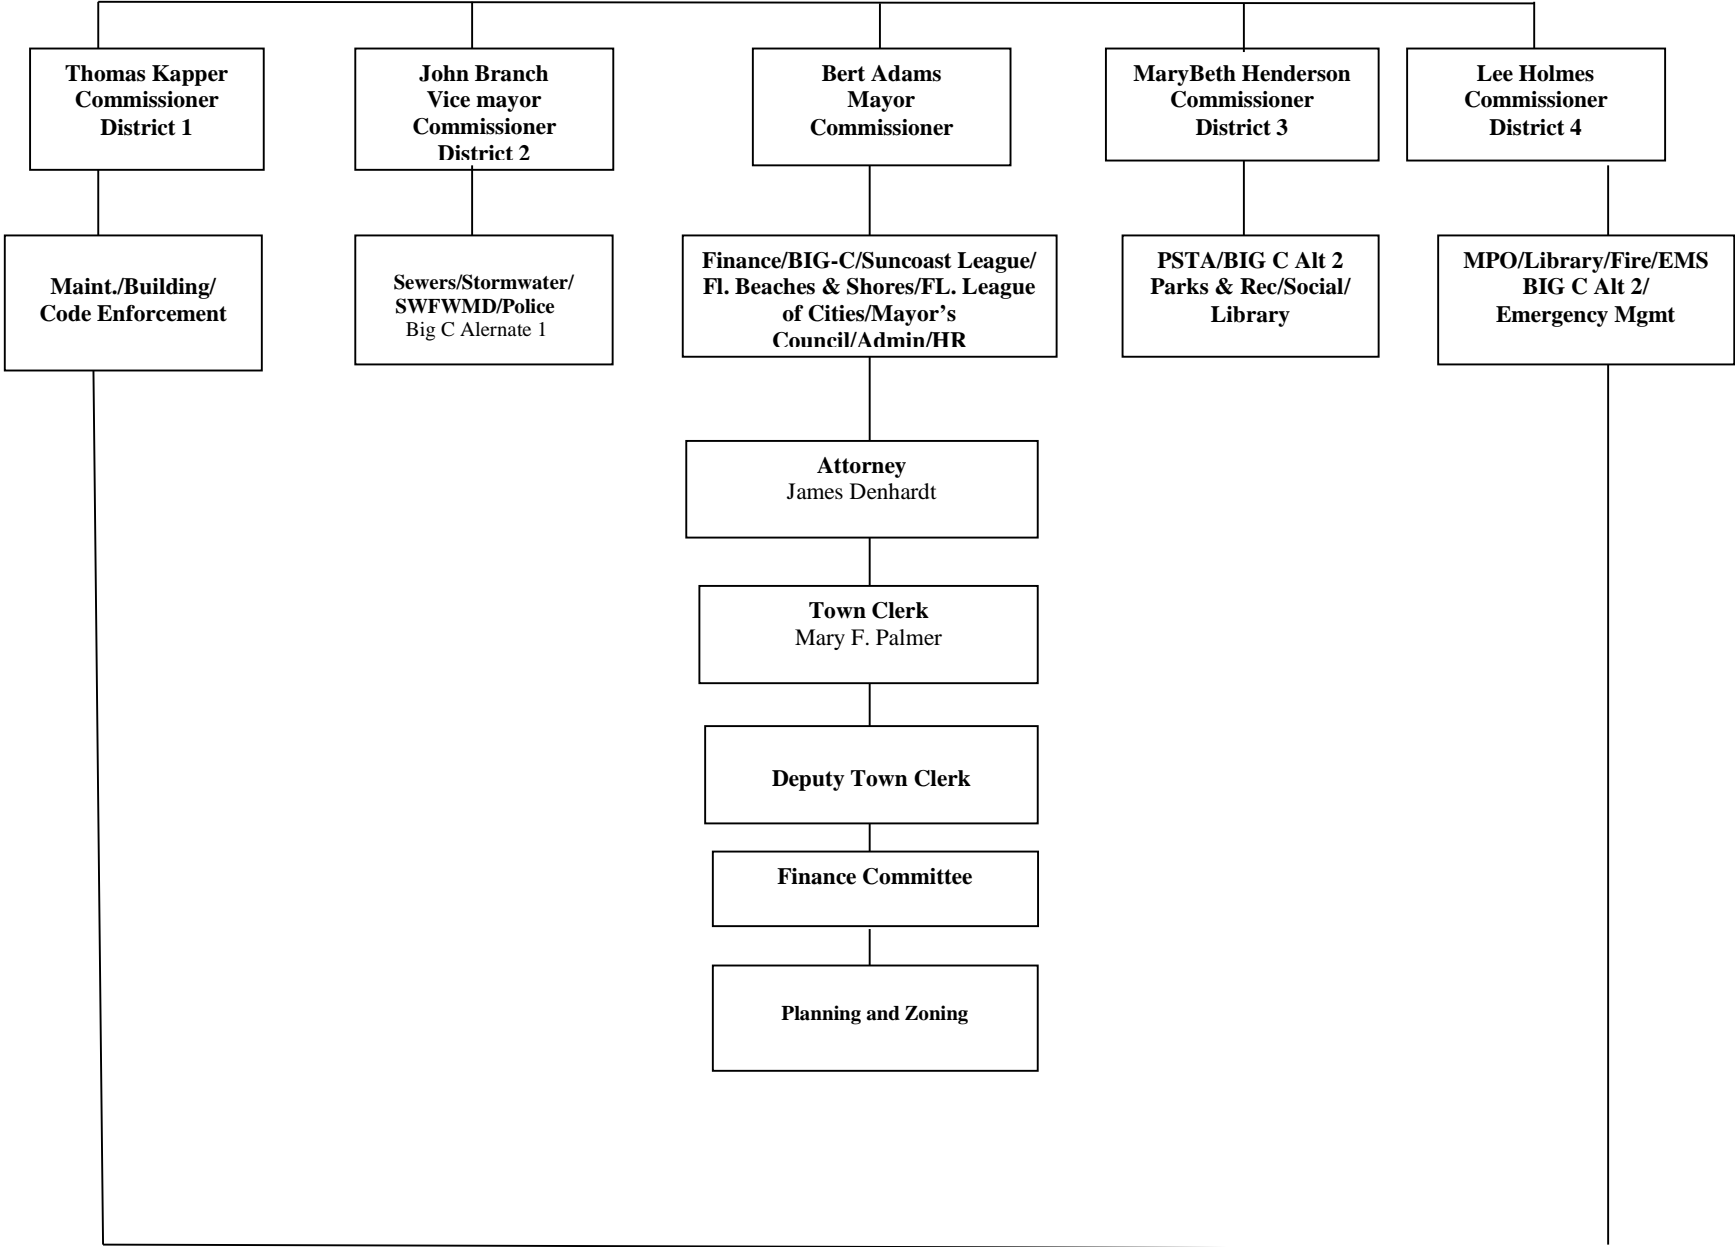 Thomas Kapper
Commissioner
District 1
John Branch
Vice mayor
Commissioner
District 2
Bert Adams
Mayor
Commissioner
MaryBeth Henderson
Commissioner
District 3
Lee Holmes
Commissioner
District 4
Maint./Building/
Code Enforcement
Sewers/Stormwater/
SWFWMD/Police
Big C Alernate 1
Finance/BIG-C/Suncoast League/
Fl. Beaches & Shores/FL. League
of Cities/Mayor’s
Council/Admin/HR
PSTA/BIG C Alt 2
Parks & Rec/Social/
Library
MPO/Library/Fire/EMS
BIG C Alt 2/
Emergency Mgmt
Attorney
James Denhardt
Town Clerk
Mary F. Palmer
Deputy Town Clerk
Finance Committee
Planning and Zoning